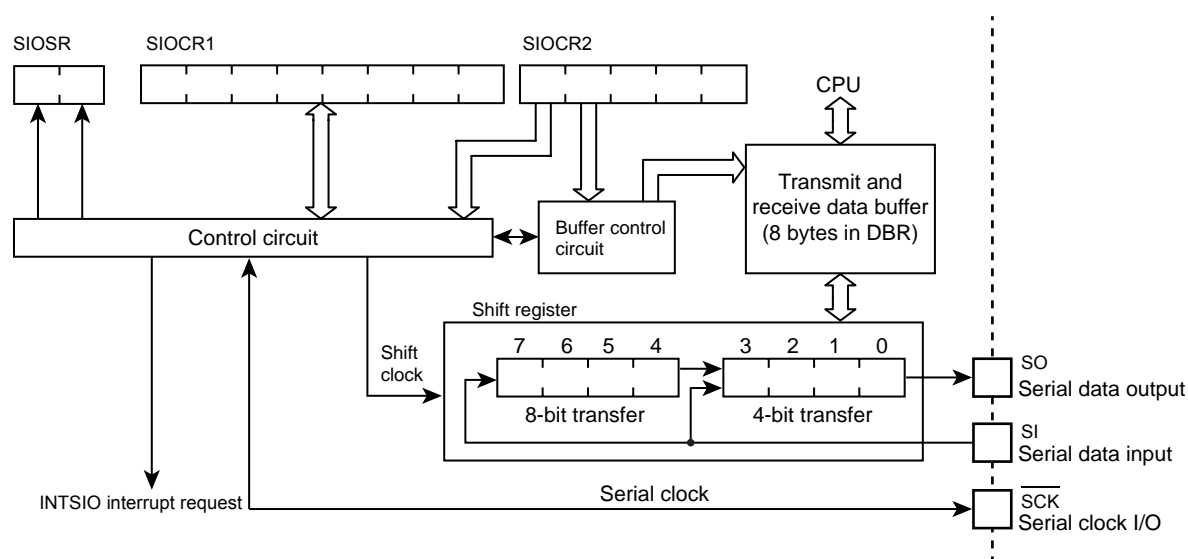 SIOSR
SIOCR1
SIOCR2
CPU
Transmit and
receive data buffer
(8 bytes in DBR)
Control circuit
Buffer control
circuit
Shift register
7 6 5 4
3 2 1 0
Shift
clock
8-bit transfer
4-bit transfer
SO
Serial data output
SI
Serial data input
INTSIO interrupt request
Serial clock
SCK
Serial clock I/O